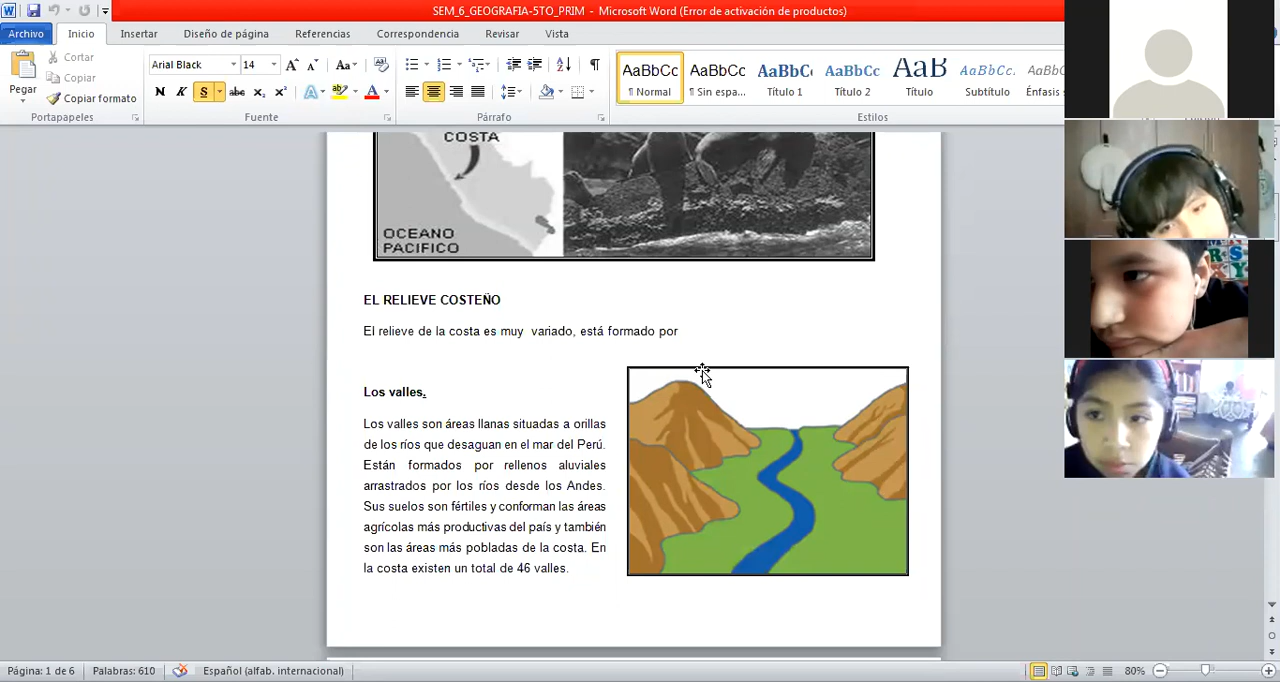 SEM_6_GEOGRAFIA-5TO_PRIM - Microsoft Word (Error de activación de productos)
Archivo Inicio Insertar Diseño de página Referencias Correspondencia Revisar Vista
Pegar
Cortar
Copiar
Copiar formato
Portapapeles
Arial Black 14
N K S abc x₂ x²
Fuente
Párrafo
AaBbCc AaBbCc AaBbC AaBbCc AaB AaBbCc. AaBbC
¶ Normal ¶ Sin espa... Título 1 Título 2 Título Subtítulo Énfasis
Estilos
COSTA
OCEANO
PACIFICO
EL RELIEVE COSTEÑO
El relieve de la costa es muy variado, está formado por
Los valles.
Los valles son áreas llanas situadas a orillas
de los ríos que desaguan en el mar del Perú.
Están formados por rellenos aluviales
arrastrados por los ríos desde los Andes.
Sus suelos son fértiles y conforman las áreas
agrícolas más productivas del país y también
son las áreas más pobladas de la costa. En
la costa existen un total de 46 valles.
R S
X Y
Página: 1 de 6 Palabras: 610 Español (alfab. internacional) 80%